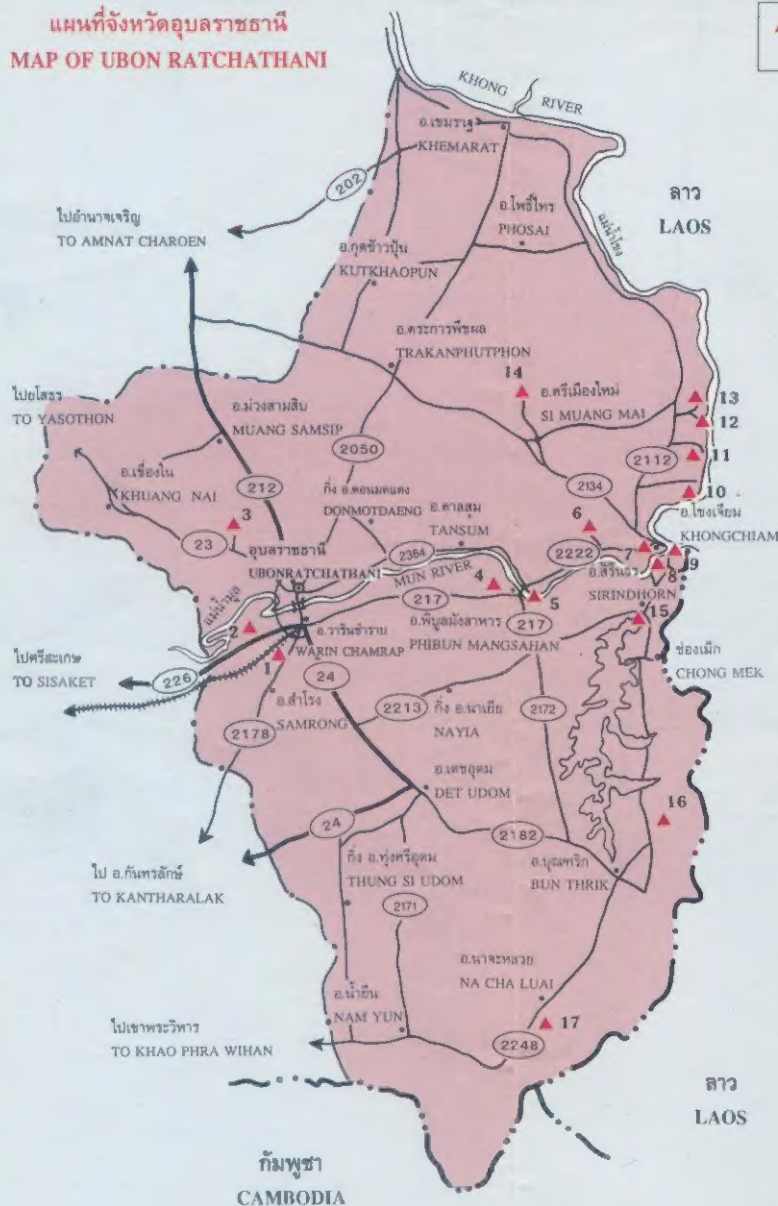 แผนที่จังหวัดอุบลราชธานี
MAP OF UBON RATCHATHANI
KHONG RIVER
อ.เขมราฐ
KHEMARAT
202
ลาว
LAOS
แม่น้ำโขง
อ.โพธิ์ไทร
PHOSAI
ไปอำนาจเจริญ
TO AMNAT CHAROEN
อ.กุดข้าวปุ้น
KUTKHAOPUN
อ.ตระการพืชผล
TRAKANPHUTPHON
14
อ.ศรีเมืองใหม่
SI MUANG MAI
13
12
ไปยโสธร
TO YASOTHON
อ.ม่วงสามสิบ
MUANG SAMSIP
2050
2112
11
อ.เขื่องใน
KHUANG NAI
212
กิ่ง อ.ดอนมดแดง
DONMOTDAENG
2134
10
3
23
อ.ตาลสุม
TANSUM
6
อ.โขงเจียม
KHONGCHIAM
อุบลราชธานี
UBONRATCHATHANI
2364
MUN RIVER
2222
7
9
8
แม่น้ำมูล
4
5
อ.สิรินธร
SIRINDHORN
217
2
อ.วารินชำราบ
WARIN CHAMRAP
อ.พิบูลมังสาหาร
PHIBUN MANGSAHAN
217
15
ไปศรีสะเกษ
TO SISAKET
226
1
24
ช่องเม็ก
CHONG MEK
อ.สำโรง
SAMRONG
2178
2213
กิ่ง อ.นาเยีย
NAYIA
2172
อ.เดชอุดม
DET UDOM
16
24
2182
ไป อ.กันทรลักษ์
TO KANTHARALAK
กิ่ง อ.ทุ่งศรีอุดม
THUNG SI UDOM
อ.บุณฑริก
BUN THRIK
2171
อ.นาจะหลวย
NA CHA LUAI
อ.น้ำยืน
NAM YUN
17
ไปเขาพระวิหาร
TO KHAO PHRA WIHAN
2248
ลาว
LAOS
กัมพูชา
CAMBODIA